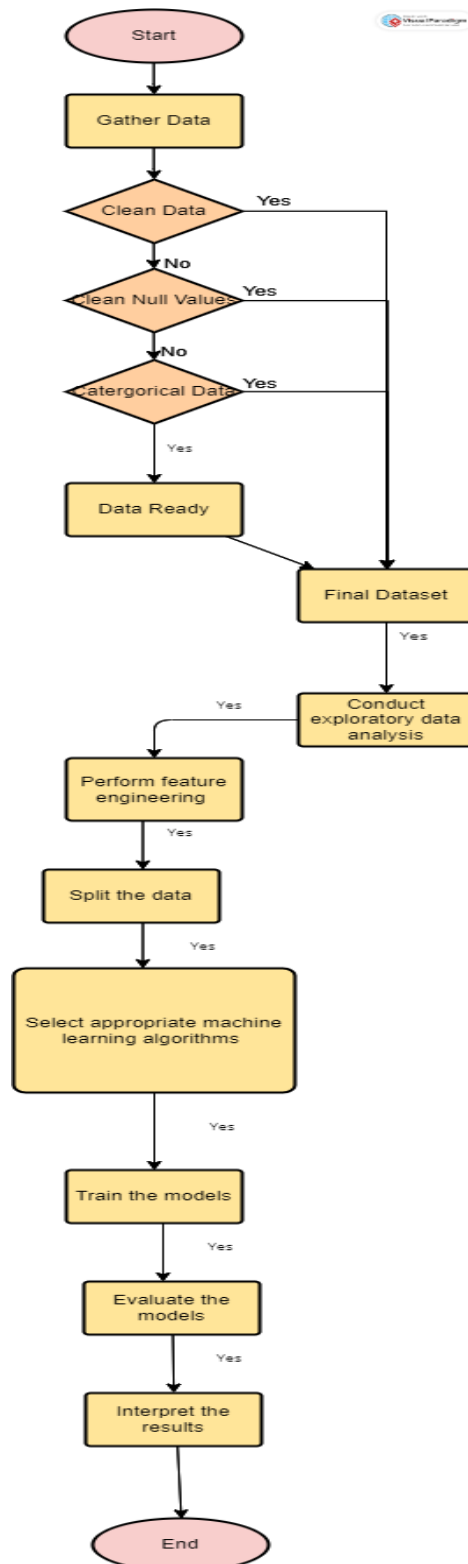 Start
Visual Paradigm
Gather Data
Clean Data
Yes
No
Clean Null Values
Yes
No
Catergorical Data
Yes
Yes
Data Ready
Final Dataset
Yes
Conduct
exploratory data
analysis
Yes
Perform feature
engineering
Yes
Split the data
Yes
Select appropriate machine
learning algorithms
Yes
Train the models
Yes
Evaluate the
models
Yes
Interpret the
results
End